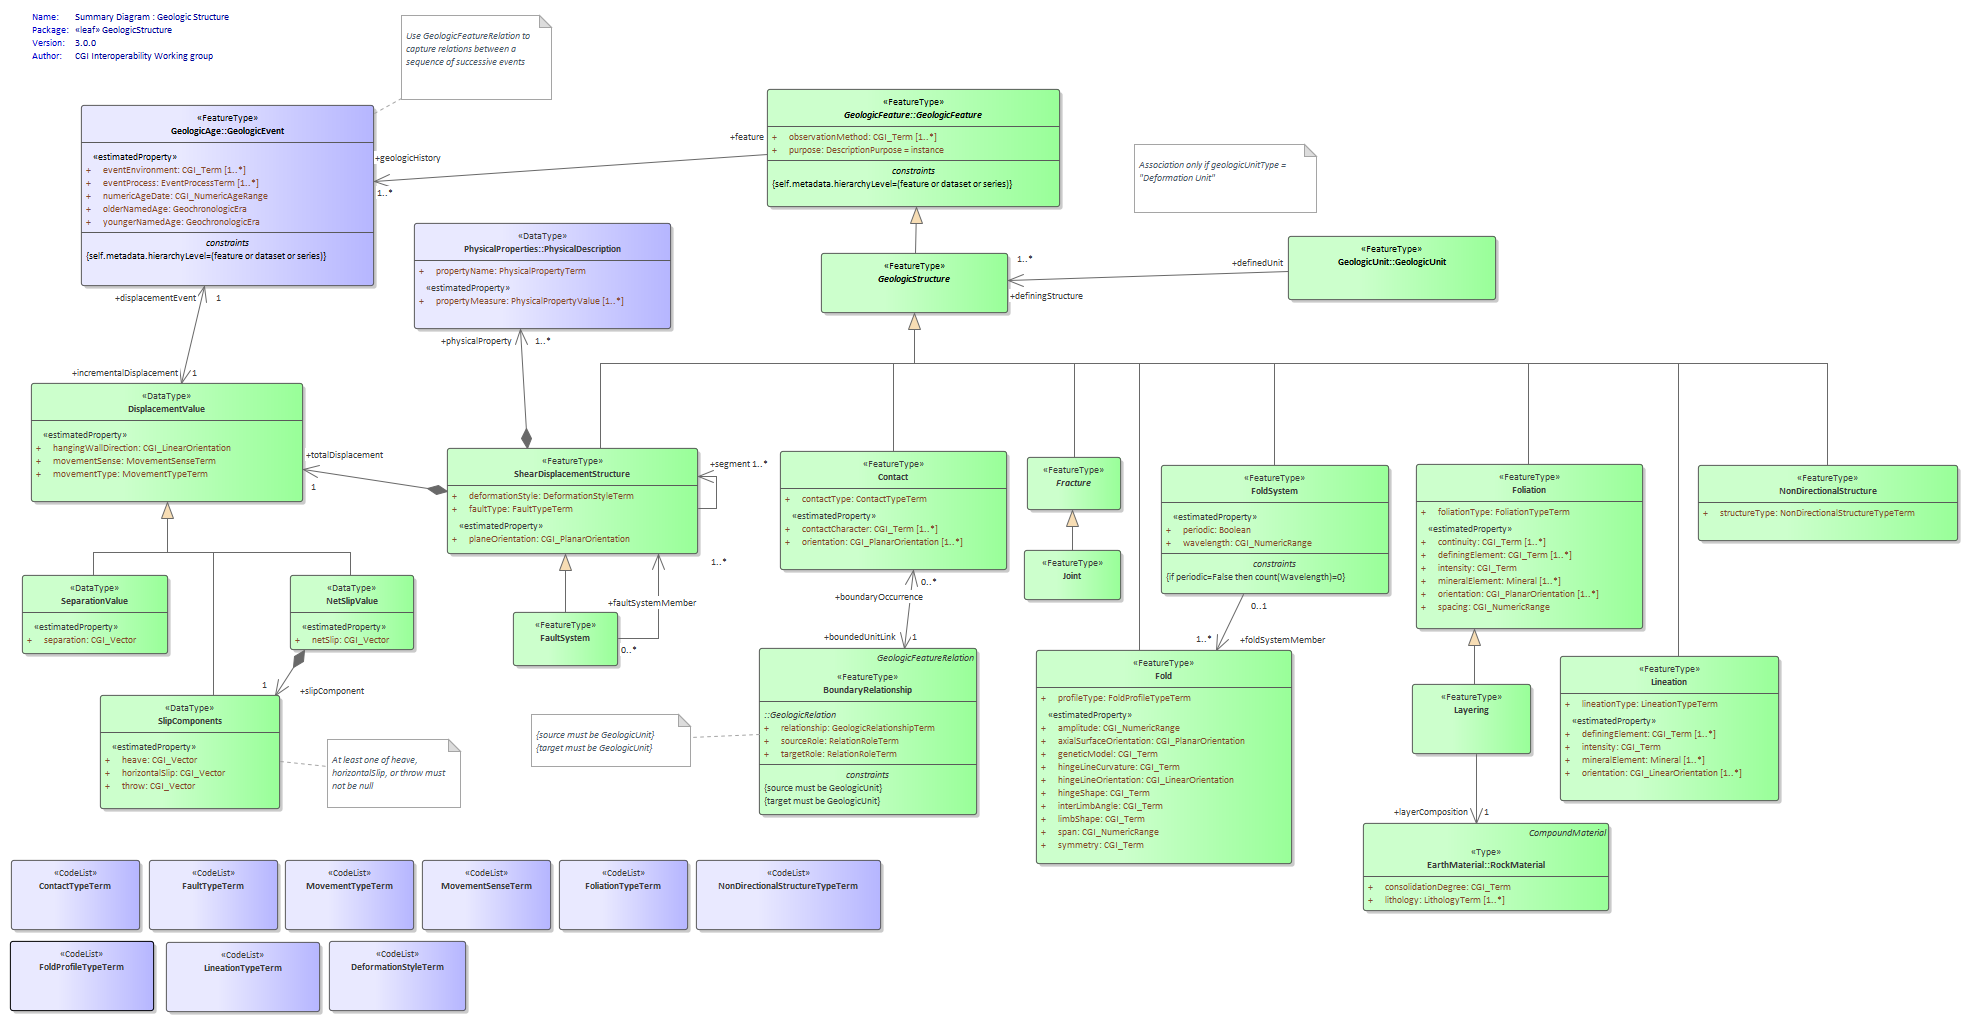 Name: Summary Diagram : Geologic Structure
Package: «leaf» GeologicStructure
Version: 3.0.0
Author: CGI Interoperability Working group
Use GeologicFeatureRelation to
capture relations between a
sequence of successive events
«FeatureType»
GeologicAge::GeologicEvent
«estimatedProperty»
+ eventEnvironment: CGI_Term [1..*]
+ eventProcess: EventProcessTerm [1..*]
+ numericAgeDate: CGI_NumericAgeRange
+ olderNamedAge: GeochronologicEra
+ youngerNamedAge: GeochronologicEra
constraints
{self.metadata.hierarchyLevel=(feature or dataset or series)}
+geologicHistory
1..*
+feature
«FeatureType»
GeologicFeature::GeologicFeature
+ observationMethod: CGI_Term [1..*]
+ purpose: DescriptionPurpose = instance
constraints
{self.metadata.hierarchyLevel=(feature or dataset or series)}
Association only if geologicUnitType =
"Deformation Unit"
«DataType»
PhysicalProperties::PhysicalDescription
+ propertyName: PhysicalPropertyTerm
«estimatedProperty»
+ propertyMeasure: PhysicalPropertyValue [1..*]
+physicalProperty
1..*
«FeatureType»
GeologicStructure
1..*
+definingStructure
+definedUnit
«FeatureType»
GeologicUnit::GeologicUnit
+displacementEvent
1
+incrementalDisplacement
1
«DataType»
DisplacementValue
«estimatedProperty»
+ hangingWallDirection: CGI_LinearOrientation
+ movementSense: MovementSenseTerm
+ movementType: MovementTypeTerm
+totalDisplacement
1
«FeatureType»
ShearDisplacementStructure
+ deformationStyle: DeformationStyleTerm
+ faultType: FaultTypeTerm
«estimatedProperty»
+ planeOrientation: CGI_PlanarOrientation
+segment 1..*
1..*
+faultSystemMember
0..*
«FeatureType»
FaultSystem
«FeatureType»
Contact
+ contactType: ContactTypeTerm
«estimatedProperty»
+ contactCharacter: CGI_Term [1..*]
+ orientation: CGI_PlanarOrientation [1..*]
0..*
+boundaryOccurrence
+boundedUnitLink
1
«FeatureType»
Fracture
«FeatureType»
Joint
«FeatureType»
FoldSystem
«estimatedProperty»
+ periodic: Boolean
+ wavelength: CGI_NumericRange
constraints
{if periodic=False then count(Wavelength)=0}
0..1
1..*
+foldSystemMember
«FeatureType»
Foliation
+ foliationType: FoliationTypeTerm
«estimatedProperty»
+ continuity: CGI_Term [1..*]
+ definingElement: CGI_Term [1..*]
+ intensity: CGI_Term
+ mineralElement: Mineral [1..*]
+ orientation: CGI_PlanarOrientation [1..*]
+ spacing: CGI_NumericRange
«FeatureType»
NonDirectionalStructure
+ structureType: NonDirectionalStructureTypeTerm
«DataType»
SeparationValue
«estimatedProperty»
+ separation: CGI_Vector
«DataType»
NetSlipValue
«estimatedProperty»
+ netSlip: CGI_Vector
1
+slipComponent
«DataType»
SlipComponents
«estimatedProperty»
+ heave: CGI_Vector
+ horizontalSlip: CGI_Vector
+ throw: CGI_Vector
At least one of heave,
horizontalSlip, or throw must
not be null
{source must be GeologicUnit}
{target must be GeologicUnit}
GeologicFeatureRelation
«FeatureType»
BoundaryRelationship
::GeologicRelation
+ relationship: GeologicRelationshipTerm
+ sourceRole: RelationRoleTerm
+ targetRole: RelationRoleTerm
constraints
{source must be GeologicUnit}
{target must be GeologicUnit}
«FeatureType»
Fold
+ profileType: FoldProfileTypeTerm
«estimatedProperty»
+ amplitude: CGI_NumericRange
+ axialSurfaceOrientation: CGI_PlanarOrientation
+ geneticModel: CGI_Term
+ hingeLineCurvature: CGI_Term
+ hingeLineOrientation: CGI_LinearOrientation
+ hingeShape: CGI_Term
+ interLimbAngle: CGI_Term
+ limbShape: CGI_Term
+ span: CGI_NumericRange
+ symmetry: CGI_Term
«FeatureType»
Layering
+layerComposition
1
«FeatureType»
Lineation
+ lineationType: LineationTypeTerm
«estimatedProperty»
+ definingElement: CGI_Term [1..*]
+ intensity: CGI_Term
+ mineralElement: Mineral [1..*]
+ orientation: CGI_LinearOrientation [1..*]
CompoundMaterial
«Type»
EarthMaterial::RockMaterial
+ consolidationDegree: CGI_Term
+ lithology: LithologyTerm [1..*]
«CodeList»
ContactTypeTerm
«CodeList»
FaultTypeTerm
«CodeList»
MovementTypeTerm
«CodeList»
MovementSenseTerm
«CodeList»
FoliationTypeTerm
«CodeList»
NonDirectionalStructureTypeTerm
«CodeList»
FoldProfileTypeTerm
«CodeList»
LineationTypeTerm
«CodeList»
DeformationStyleTerm